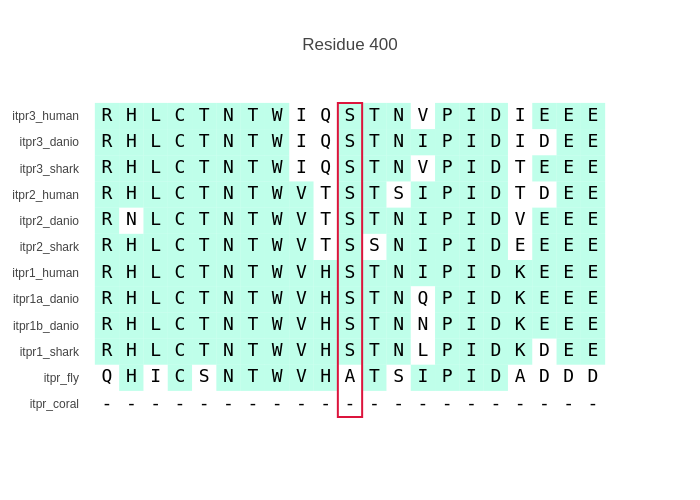 Residue 400
itpr3_human R H L C T N T W I Q S T N V P I D I E E E
itpr3_danio R H L C T N T W I Q S T N I P I D I D E E
itpr3_shark R H L C T N T W I Q S T N V P I D T E E E
itpr2_human R H L C T N T W V T S T S I P I D T D E E
itpr2_danio R N L C T N T W V T S T N I P I D V E E E
itpr2_shark R H L C T N T W V T S S N I P I D E E E E
itpr1_human R H L C T N T W V H S T N I P I D K E E E
itpr1a_danio R H L C T N T W V H S T N Q P I D K E E E
itpr1b_danio R H L C T N T W V H S T N N P I D K E E E
itpr1_shark R H L C T N T W V H S T N L P I D K D E E
itpr_fly Q H I C S N T W V H A T S I P I D A D D D
itpr_coral - - - - - - - - - - - - - - - - - - - - -